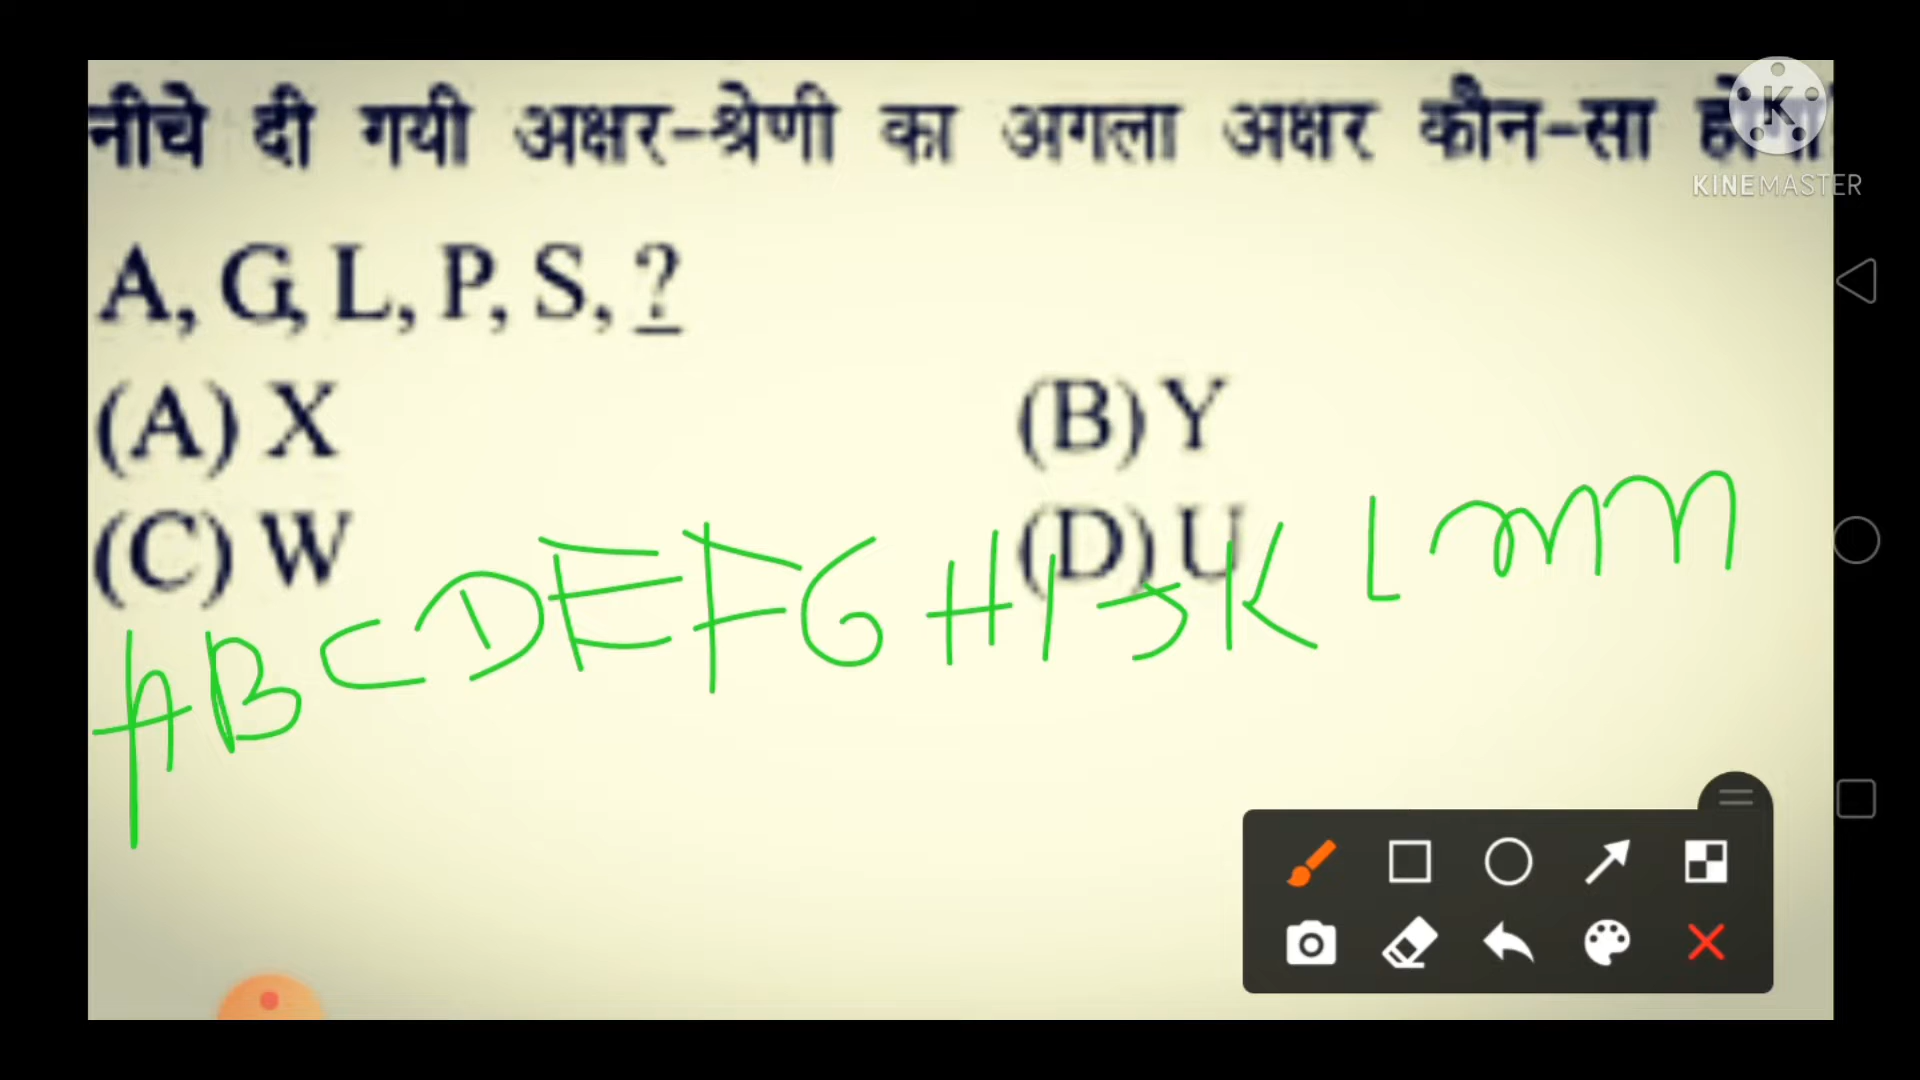 नीचे दी गयी अक्षर-श्रेणी का अगला अक्षर कौन-सा होगा
KINEMASTER
A, G, L, P, S, ?
(A) X (B) Y
(C) W (D) U
A B C D E F G H I J K L m n